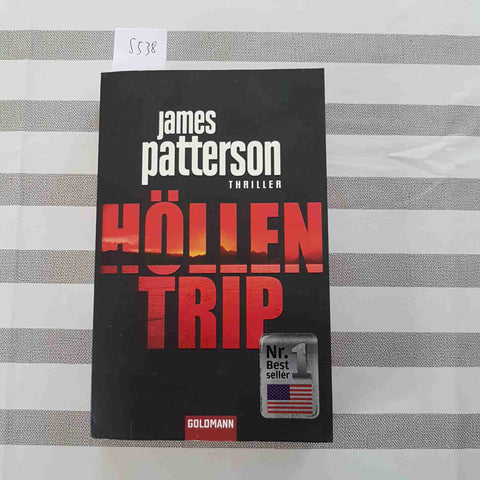 5538
james
patterson
THRILLER
HÖLLEN
TRIP
Nr. 1
Best
seller
GOLDMANN